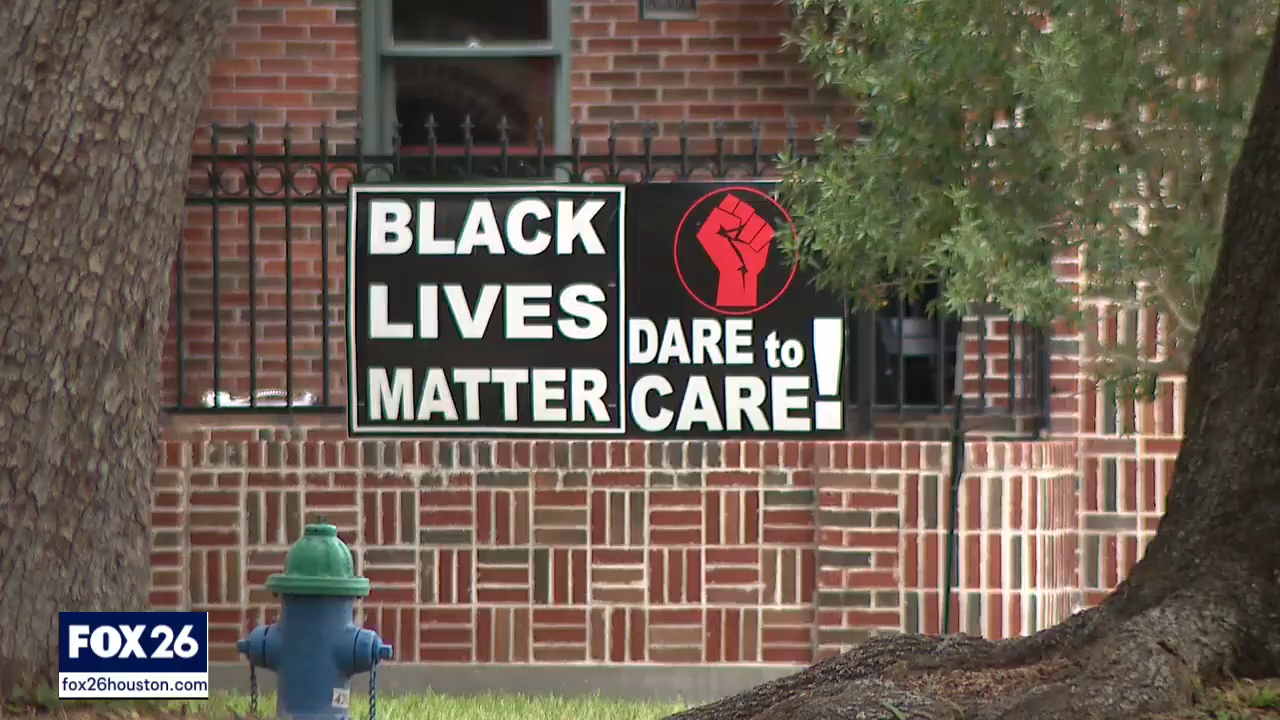 BLACK
LIVES
MATTER
DARE to
CARE!
FOX 26
fox26houston.com